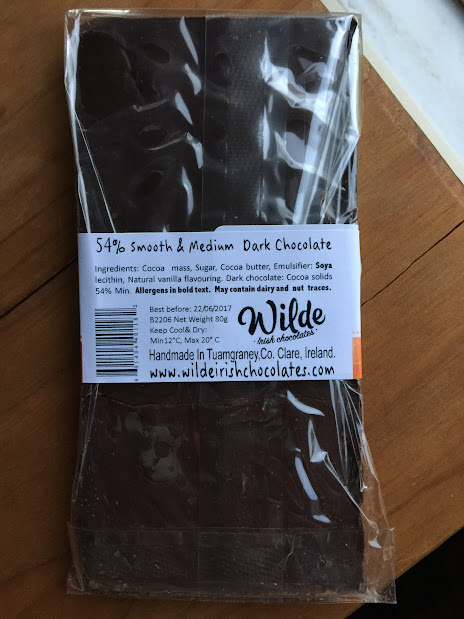 54% Smooth & Medium Dark Chocolate
Ingredients: Cocoa mass, Sugar, Cocoa butter, Emulsifier: Soya
lecithin, Natural vanilla flavouring. Dark chocolate: Cocoa solids
54% Min. Allergens in bold text. May contain dairy and nut traces.
Best before: 22/06/2017
B2206 Net Weight 80g
Keep Cool& Dry:
Min12°C, Max 20° C
Wilde
Irish chocolates
Handmade In Tuamgraney,Co. Clare, Ireland.
www.wildeirishchocolates.com